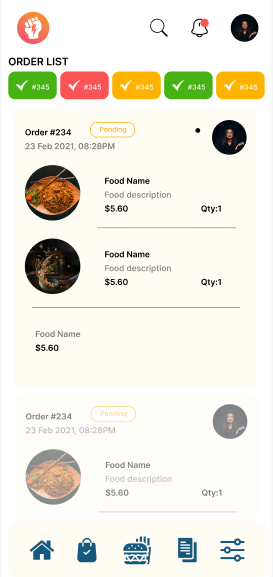 ORDER LIST
#345 #345 #345 #345 #345
Order #234 Pending
23 Feb 2021, 08:28PM
Food Name
Food description
$5.60 Qty:1
Food Name
Food description
$5.60 Qty:1
Food Name
$5.60
Order #234 Pending
23 Feb 2021, 08:28PM
Food Name
Food description
$5.60 Qty:1